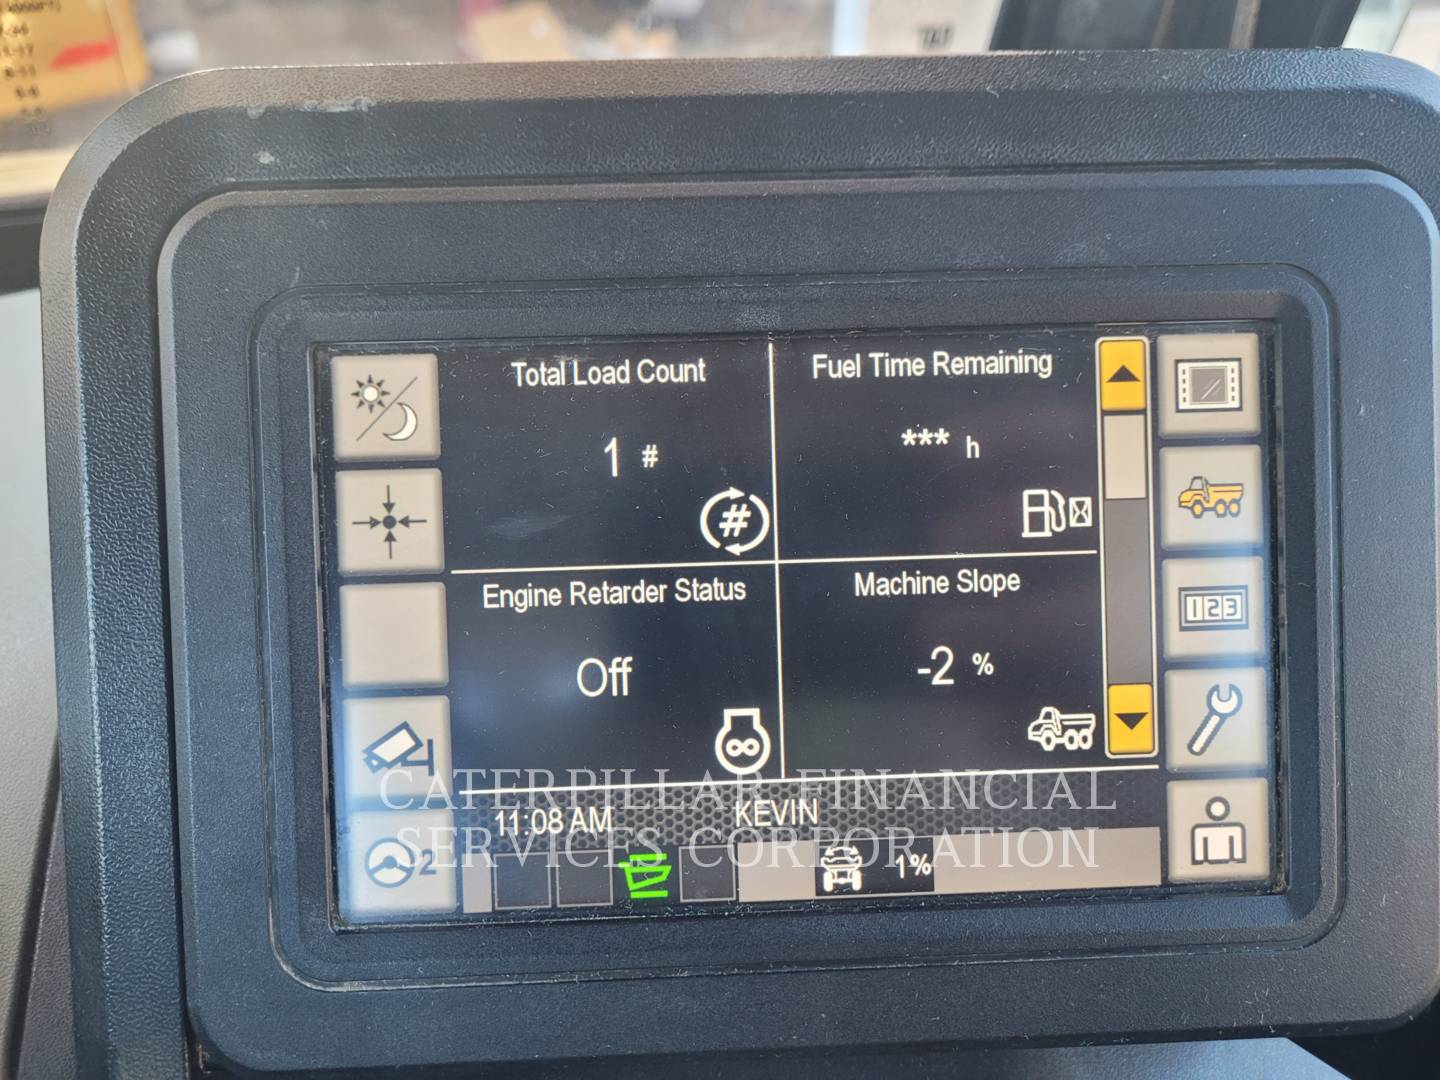 Total Load Count
1 #
#
Fuel Time Remaining
*** h
Engine Retarder Status
Off
Machine Slope
-2 %
123
CATERPILLAR FINANCIAL
SERVICES CORPORATION
11:08 AM KEVIN
2
1%